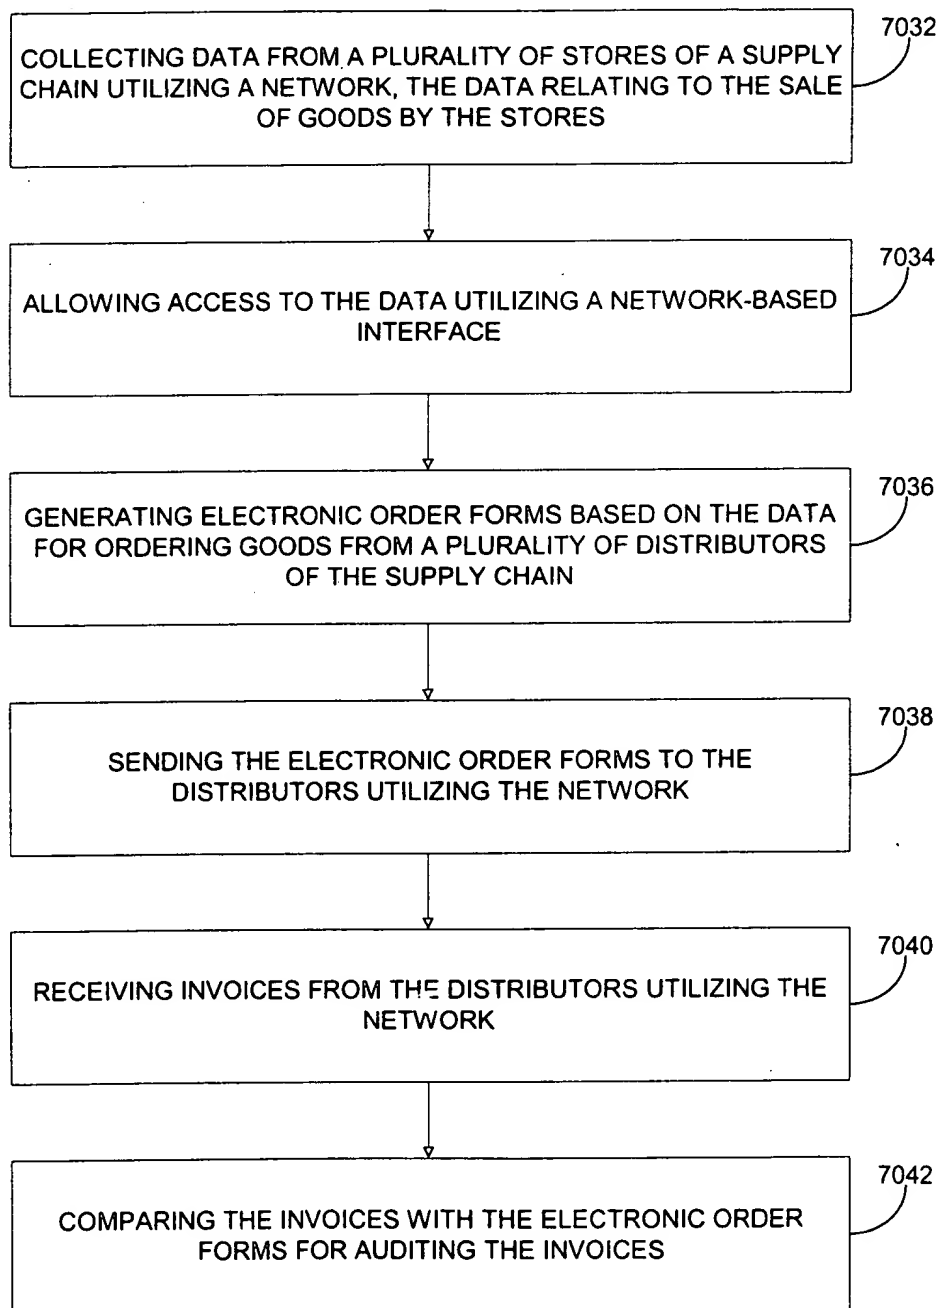 7032
COLLECTING DATA FROM A PLURALITY OF STORES OF A SUPPLY
CHAIN UTILIZING A NETWORK, THE DATA RELATING TO THE SALE
OF GOODS BY THE STORES
7034
ALLOWING ACCESS TO THE DATA UTILIZING A NETWORK-BASED
INTERFACE
7036
GENERATING ELECTRONIC ORDER FORMS BASED ON THE DATA
FOR ORDERING GOODS FROM A PLURALITY OF DISTRIBUTORS
OF THE SUPPLY CHAIN
7038
SENDING THE ELECTRONIC ORDER FORMS TO THE
DISTRIBUTORS UTILIZING THE NETWORK
7040
RECEIVING INVOICES FROM THE DISTRIBUTORS UTILIZING THE
NETWORK
7042
COMPARING THE INVOICES WITH THE ELECTRONIC ORDER
FORMS FOR AUDITING THE INVOICES